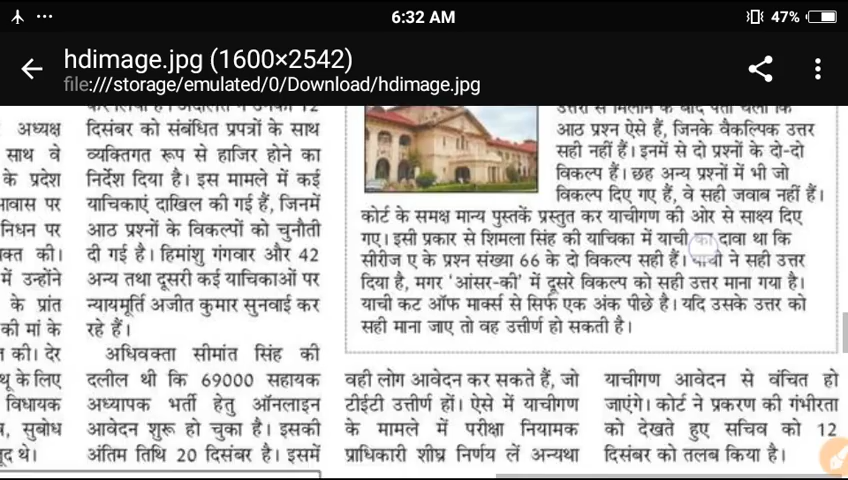 6:32 AM
47%
hdimage.jpg (1600×2542)
file:///storage/emulated/0/Download/hdimage.jpg
अध्यक्ष
साथ वे
के प्रदेश
आवास पर
निधन पर
क्त की।
में उन्होंने
के प्रांत
की मां के
त की। देर
थू के लिए
विधायक
सुबोध
थे।
दिसंबर को संबंधित प्रपत्रों के साथ
व्यक्तिगत रूप से हाजिर होने का
निर्देश दिया है। इस मामले में कई
याचिकाएं दाखिल की गई हैं, जिनमें
आठ प्रश्नों के विकल्पों को चुनौती
दी गई है। हिमांशु गंगवार और 42
अन्य तथा दूसरी कई याचिकाओं पर
न्यायमूर्ति अजीत कुमार सुनवाई कर
रहे हैं।
अधिवक्ता सीमांत सिंह की
दलील थी कि 69000 सहायक
अध्यापक भर्ती हेतु ऑनलाइन
आवेदन शुरू हो चुका है। इसकी
अंतिम तिथि 20 दिसंबर है। इसमें
उत्तरों से मिलान के बाद पता चला कि
आठ प्रश्न ऐसे हैं, जिनके वैकल्पिक उत्तर
सही नहीं हैं। इनमें से दो प्रश्नों के दो-दो
विकल्प हैं। छह अन्य प्रश्नों में भी जो
विकल्प दिए गए हैं, वे सही जवाब नहीं हैं।
कोर्ट के समक्ष मान्य पुस्तकें प्रस्तुत कर याचीगण की ओर से साक्ष्य दिए
गए। इसी प्रकार से शिमला सिंह की याचिका में याची का दावा था कि
सीरीज ए के प्रश्न संख्या 66 के दो विकल्प सही हैं। याची ने सही उत्तर
दिया है, मगर 'आंसर-की' में दूसरे विकल्प को सही उत्तर माना गया है।
याची कट ऑफ मार्क्स से सिर्फ एक अंक पीछे है। यदि उसके उत्तर को
सही माना जाए तो वह उत्तीर्ण हो सकती है।
वही लोग आवेदन कर सकते हैं, जो
टीईटी उत्तीर्ण हों। ऐसे में याचीगण
के मामले में परीक्षा नियामक
प्राधिकारी शीघ्र निर्णय लें अन्यथा
याचीगण आवेदन से वंचित हो
जाएंगे। कोर्ट ने प्रकरण की गंभीरता
को देखते हुए सचिव को 12
दिसंबर को तलब किया है।